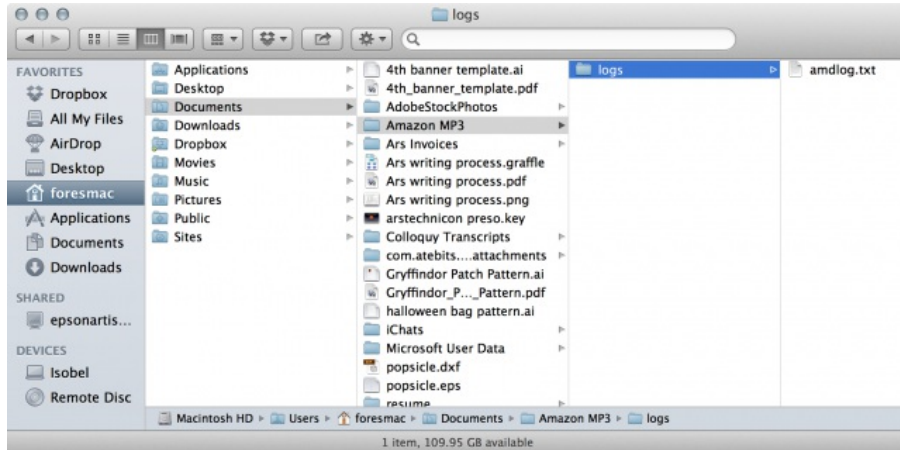 logs
FAVORITES
Dropbox
All My Files
AirDrop
Desktop
foresmac
Applications
Documents
Downloads
SHARED
epsonartis...
DEVICES
Isobel
Remote Disc
Applications
Desktop
Documents
Downloads
Dropbox
Movies
Music
Pictures
Public
Sites
4th banner template.ai
4th_banner_template.pdf
AdobeStockPhotos
Amazon MP3
Ars Invoices
Ars writing process.graffle
Ars writing process.pdf
Ars writing process.png
arstechnicon preso.key
Colloquy Transcripts
com.atebits....attachments
Gryffindor Patch Pattern.ai
Gryffindor_P..._Pattern.pdf
halloween bag pattern.ai
iChats
Microsoft User Data
popsicle.dxf
popsicle.eps
resume
logs
amdlog.txt
Macintosh HD ▸ Users ▸ foresmac ▸ Documents ▸ Amazon MP3 ▸ logs
1 item, 109.95 GB available